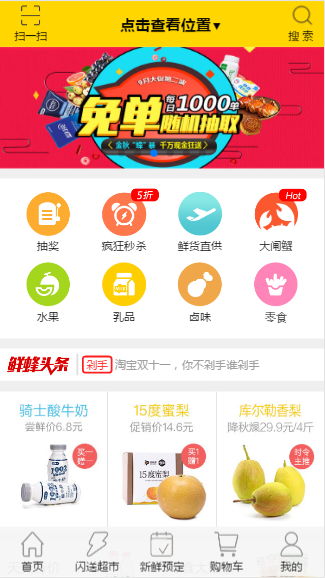 扫一扫
点击查看位置▾
搜 索
9月大促第二波
免单
每日1000单
随机抽取
金秋“蜂”暴 千万现金狂送
5折
Hot
抽奖
疯狂秒杀
鲜货直供
大闸蟹
水果
乳品
卤味
零食
鲜蜂头条
剁手
淘宝双十一，你不剁手谁剁手
骑士酸牛奶
尝鲜价6.8元
买一赠一
15度蜜梨
促销价14.6元
买1赠1
15度蜜梨
库尔勒香梨
降秋燥29.9元/4斤
时令主推
首页
闪送超市
新鲜预定
购物车
我的